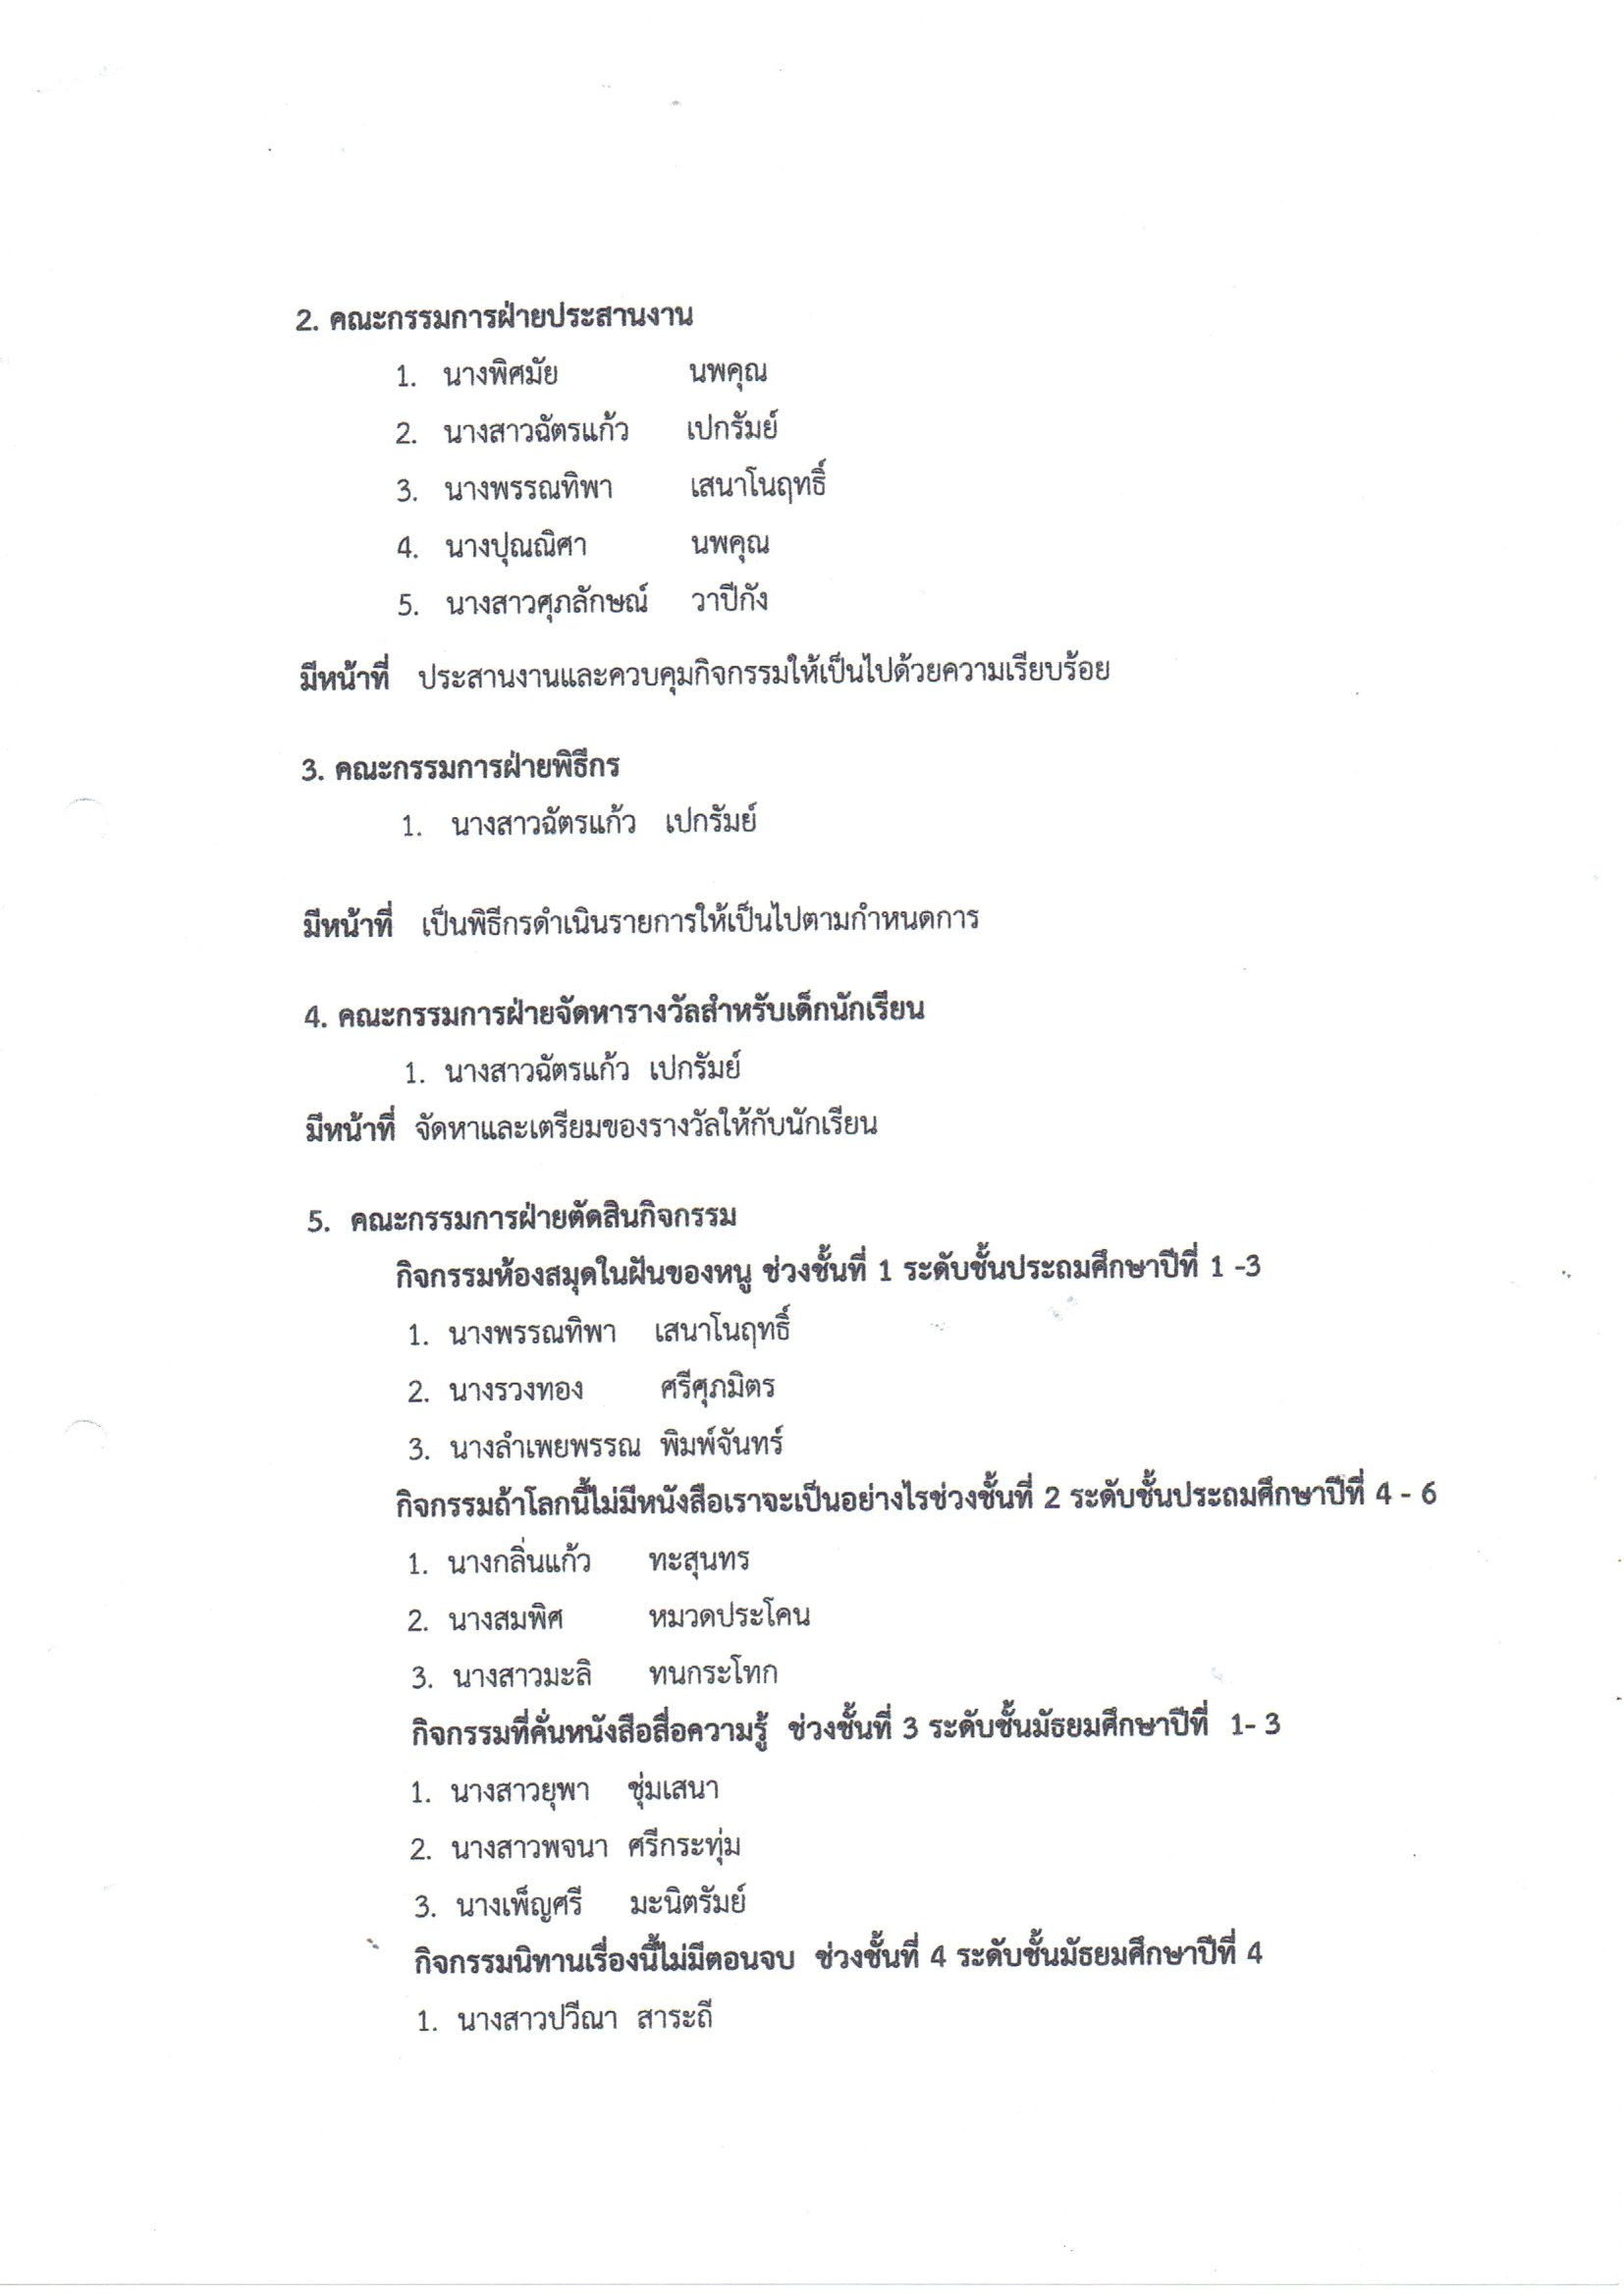 2. คณะกรรมการฝ่ายประสานงาน
1. นางพิศมัย นพคุณ
2. นางสาวฉัตรแก้ว เปกรัมย์
3. นางพรรณทิพา เสนาโนฤทธิ์
4. นางปุณณิศา นพคุณ
5. นางสาวศุภลักษณ์ วาปีกัง
มีหน้าที่ ประสานงานและควบคุมกิจกรรมให้เป็นไปด้วยความเรียบร้อย
3. คณะกรรมการฝ่ายพิธีกร
1. นางสาวฉัตรแก้ว เปกรัมย์
มีหน้าที่ เป็นพิธีกรดำเนินรายการให้เป็นไปตามกำหนดการ
4. คณะกรรมการฝ่ายจัดหารางวัลสำหรับเด็กนักเรียน
1. นางสาวฉัตรแก้ว เปกรัมย์
มีหน้าที่ จัดหาและเตรียมของรางวัลให้กับนักเรียน
5. คณะกรรมการฝ่ายตัดสินกิจกรรม
กิจกรรมห้องสมุดในฝันของหนู ช่วงชั้นที่ 1 ระดับชั้นประถมศึกษาปีที่ 1 -3
1. นางพรรณทิพา เสนาโนฤทธิ์
2. นางรวงทอง ศรีศุภมิตร
3. นางลำเพยพรรณ พิมพ์จันทร์
กิจกรรมถ้าโลกนี้ไม่มีหนังสือเราจะเป็นอย่างไรช่วงชั้นที่ 2 ระดับชั้นประถมศึกษาปีที่ 4 - 6
1. นางกลิ่นแก้ว ทะสุนทร
2. นางสมพิศ หมวดประโคน
3. นางสาวมะลิ ทนกระโทก
กิจกรรมที่คั่นหนังสือสื่อความรู้ ช่วงชั้นที่ 3 ระดับชั้นมัธยมศึกษาปีที่ 1- 3
1. นางสาวยุพา ชุ่มเสนา
2. นางสาวพจนา ศรีกระทุ่ม
3. นางเพ็ญศรี มะนิตรัมย์
กิจกรรมนิทานเรื่องนี้ไม่มีตอนจบ ช่วงชั้นที่ 4 ระดับชั้นมัธยมศึกษาปีที่ 4
1. นางสาวปวีณา สาระถี